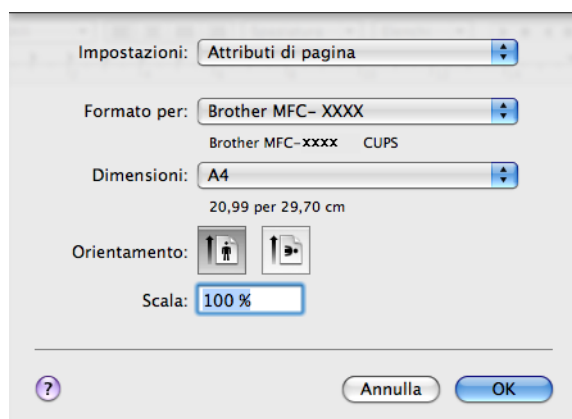 Impostazioni: Attributi di pagina
Formato per: Brother MFC- XXXX
Brother MFC-xxxx CUPS
Dimensioni: A4
20,99 per 29,70 cm
Orientamento:
Scala: 100 %
? Annulla OK